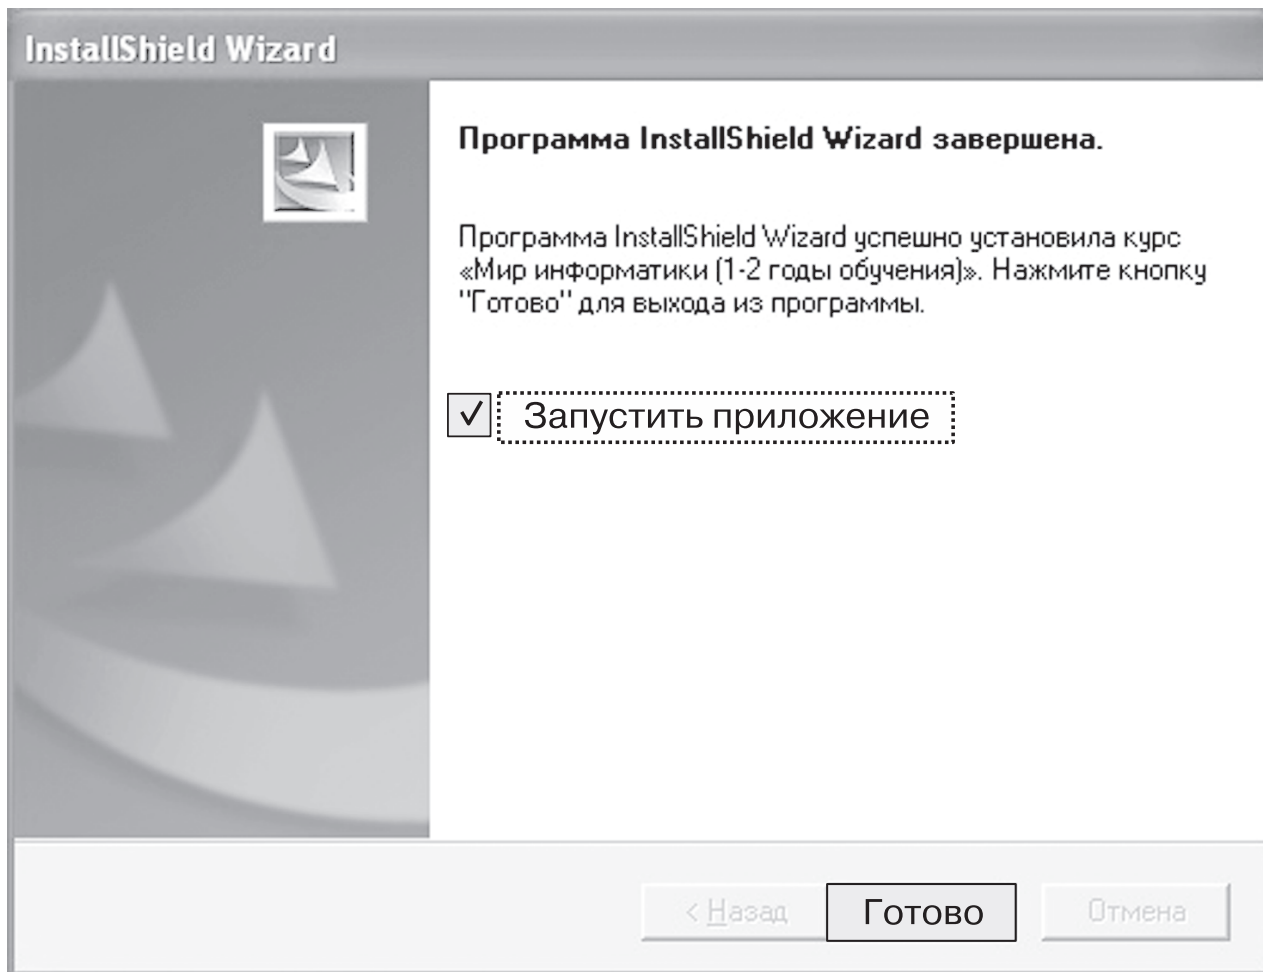 InstallShield Wizard
Программа InstallShield Wizard завершена.
Программа InstallShield Wizard успешно установила курс
«Мир информатики (1-2 годы обучения)». Нажмите кнопку
"Готово" для выхода из программы.
Запустить приложение
< Назад
Готово
Отмена